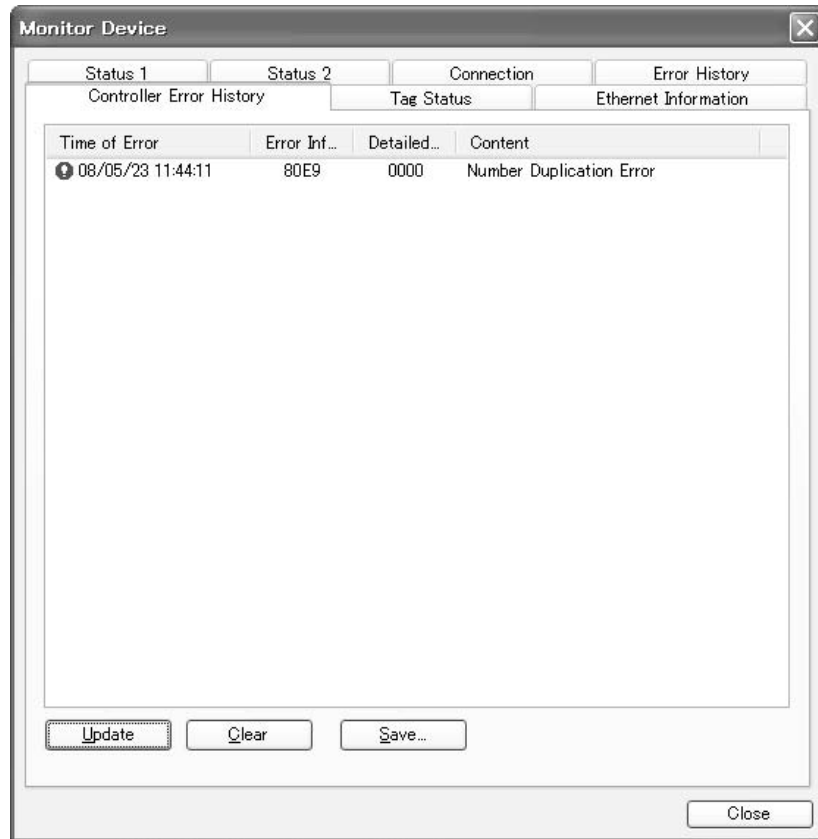 Monitor Device
Status 1 Status 2 Connection Error History
Controller Error History Tag Status Ethernet Information
Time of Error Error Inf... Detailed... Content
08/05/23 11:44:11 80E9 0000 Number Duplication Error
Update Clear Save...
Close